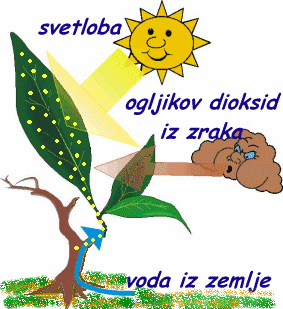 svetloba
ogljikov dioksid
iz zraka
voda iz zemlje